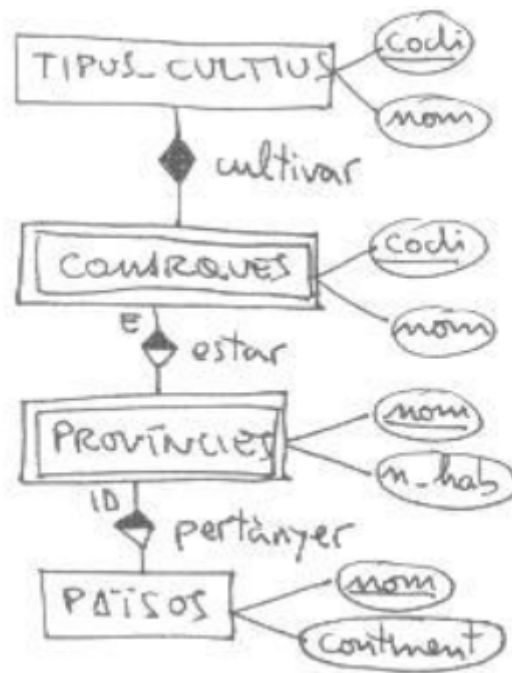 TIPUS_CULTIUS
codi
nom
cultivar
COMARQUES
codi
nom
E
estar
PROVÍNCIES
nom
n_hab
ID
pertànyer
PAÏSOS
nom
continent